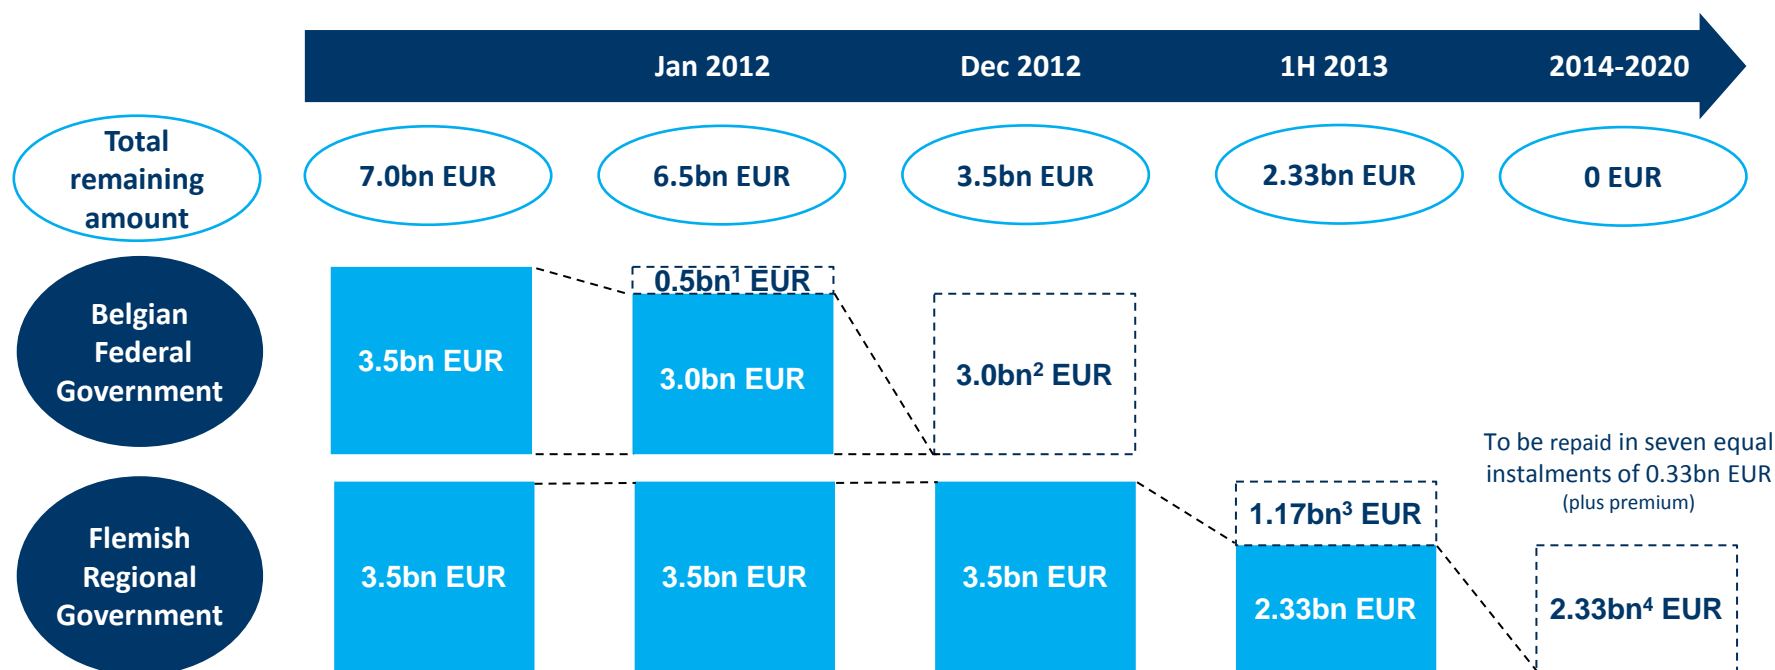 Jan 2012
Dec 2012
1H 2013
2014-2020
Total
remaining
amount
7.0bn EUR
6.5bn EUR
3.5bn EUR
2.33bn EUR
0 EUR
Belgian
Federal
Government
3.5bn EUR
0.5bn¹ EUR
3.0bn EUR
3.0bn² EUR
To be repaid in seven equal
instalments of 0.33bn EUR
(plus premium)
Flemish
Regional
Government
3.5bn EUR
3.5bn EUR
3.5bn EUR
1.17bn³ EUR
2.33bn EUR
2.33bn⁴ EUR